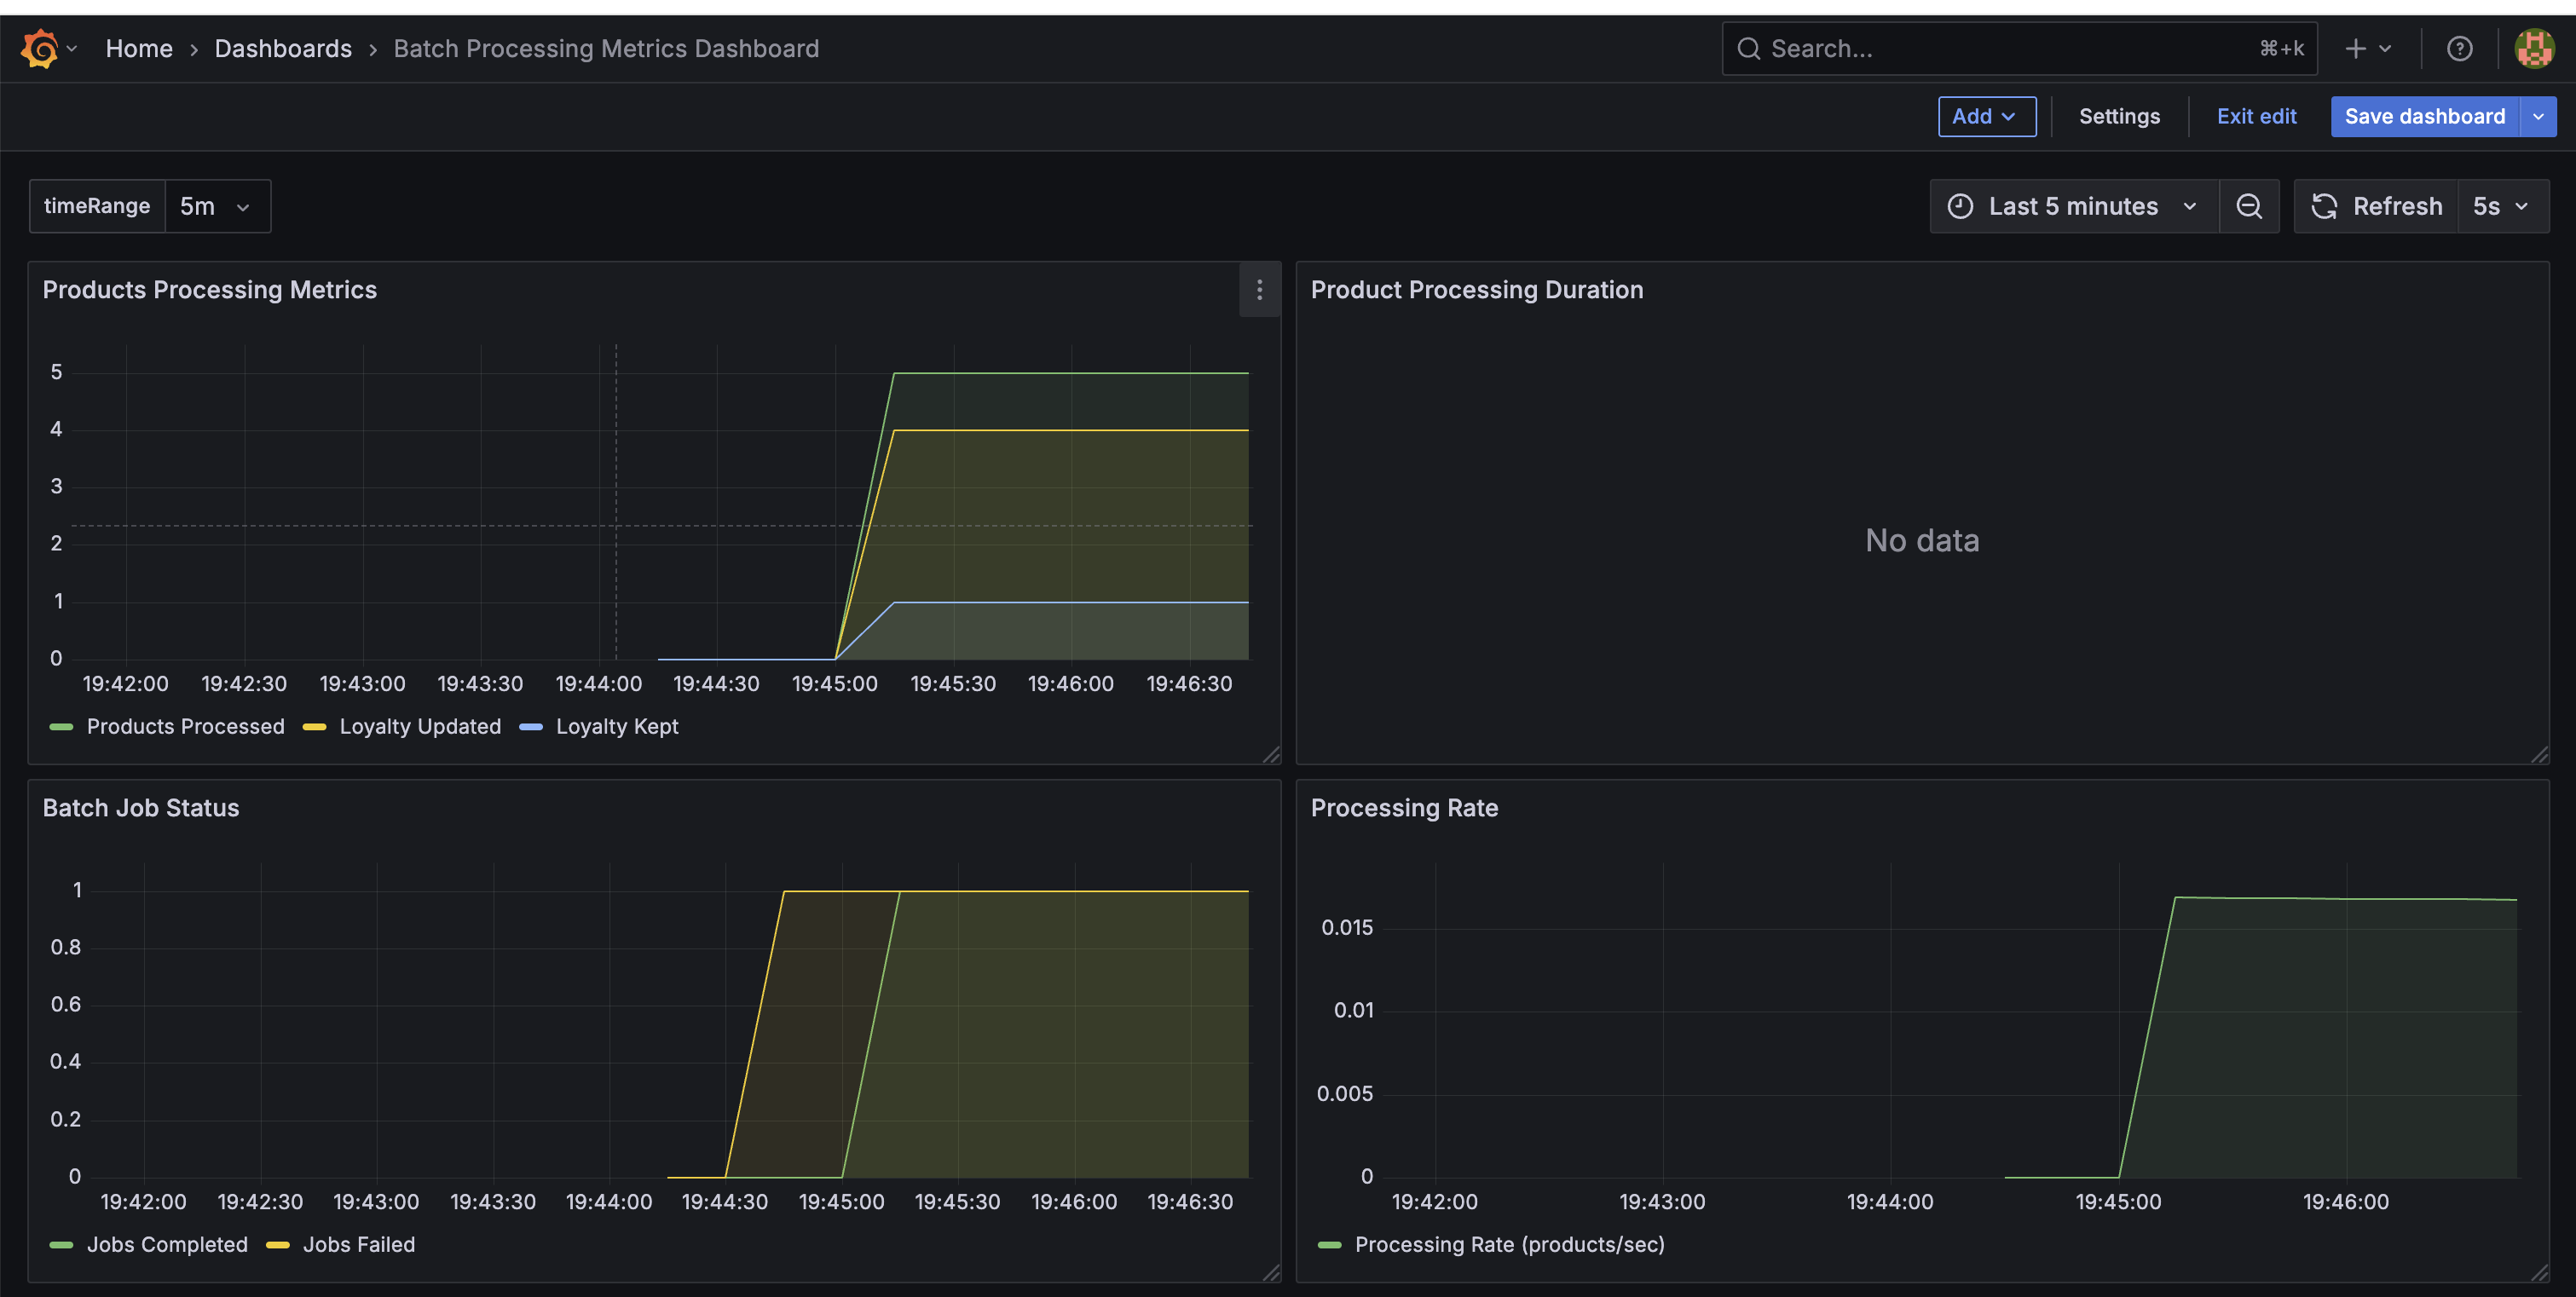 Home › Dashboards › Batch Processing Metrics Dashboard
Search...
⌘+k
Add
Settings
Exit edit
Save dashboard
timeRange
5m
Last 5 minutes
Refresh
5s
Products Processing Metrics
5
4
3
2
1
0
19:42:00 19:42:30 19:43:00 19:43:30 19:44:00 19:44:30 19:45:00 19:45:30 19:46:00 19:46:30
Products Processed Loyalty Updated Loyalty Kept
Product Processing Duration
No data
Batch Job Status
1
0.8
0.6
0.4
0.2
0
19:42:00 19:42:30 19:43:00 19:43:30 19:44:00 19:44:30 19:45:00 19:45:30 19:46:00 19:46:30
Jobs Completed Jobs Failed
Processing Rate
0.015
0.01
0.005
0
19:42:00 19:43:00 19:44:00 19:45:00 19:46:00
Processing Rate (products/sec)